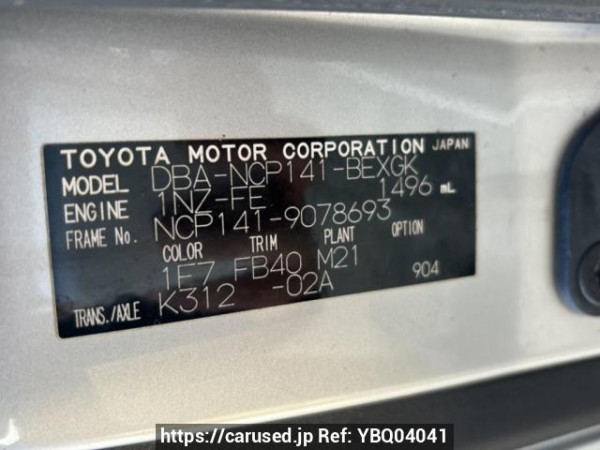 TOYOTA MOTOR CORPORATION JAPAN
MODEL DBA-NCP141-BEXGK
ENGINE 1NZ-FE 1496 mL
FRAME No. NCP141-9078693
COLOR TRIM PLANT OPTION
1E7 FB40 M21
TRANS./AXLE K312 -02A 904
https://carused.jp Ref: YBQ04041